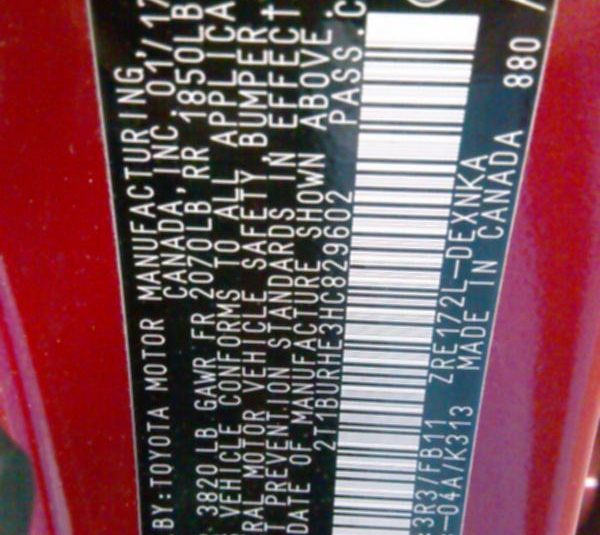 BY: TOYOTA MOTOR MANUFACTURING,
CANADA, INC. 01/17
3820 LB GAWR FR 2070LB, RR 1850LB
VEHICLE CONFORMS TO ALL APPLICA
RAL MOTOR VEHICLE SAFETY, BUMPER
T PREVENTION STANDARDS IN EFFECT
DATE OF MANUFACTURE SHOWN ABOVE.
2T1BURHE3HC829602 PASS.C
3R3/FB11 ZRE172L-DEXNKA
-04A/K313 MADE IN CANADA 880 /